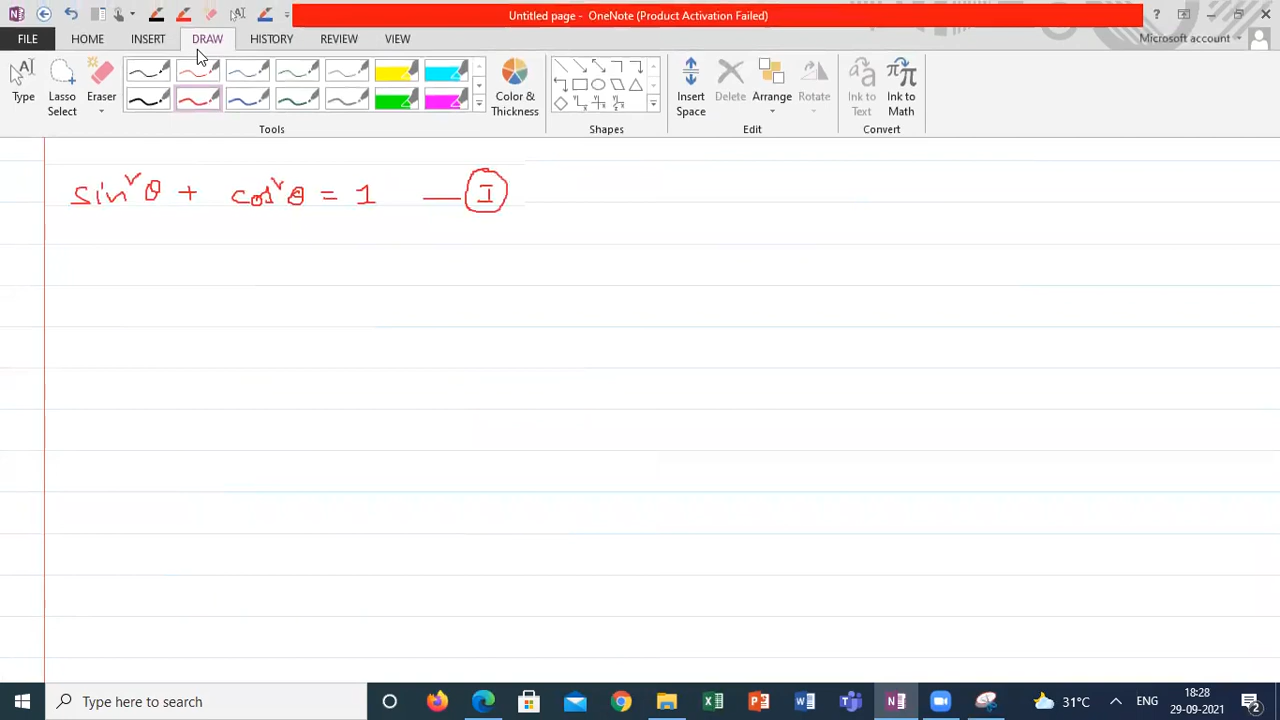 Untitled page - OneNote (Product Activation Failed)
?
FILE HOME INSERT DRAW HISTORY REVIEW VIEW Microsoft account
Type Lasso Select Eraser Color & Thickness Insert Space Delete Arrange Rotate Ink to Text Ink to Math
Tools Shapes Edit Convert
sin²θ + cos²θ = 1 — I
Type here to search 31°C ENG 18:28
29-09-2021 2